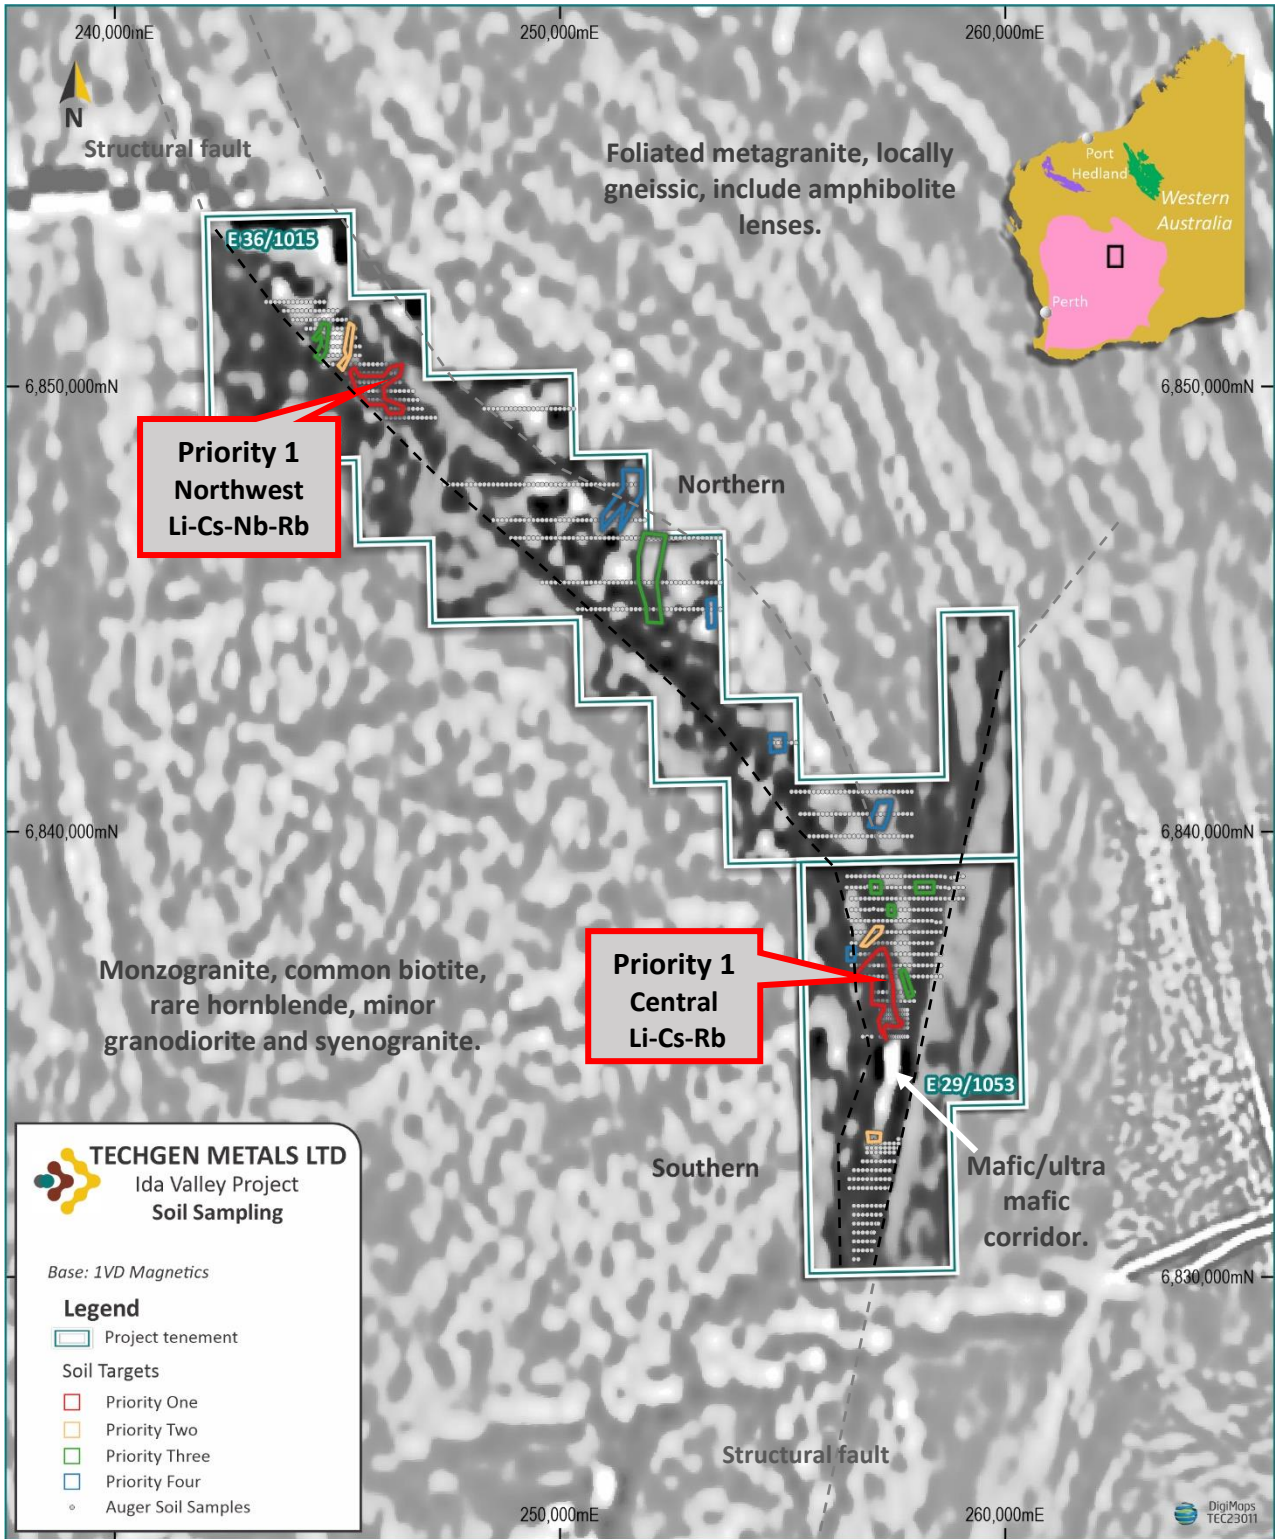 240,000mE
250,000mE
260,000mE
N
Structural fault
Foliated metagranite, locally
gneissic, include amphibolite
lenses.
Port
Hedland
Western
Australia
Perth
E 36/1015
6,850,000mN
6,850,000mN
Priority 1
Northwest
Li-Cs-Nb-Rb
Northern
6,840,000mN
6,840,000mN
Monzogranite, common biotite,
rare hornblende, minor
granodiorite and syenogranite.
Priority 1
Central
Li-Cs-Rb
E 29/1053
Southern
Mafic/ultra
mafic
corridor.
6,830,000mN
TECHGEN METALS LTD
Ida Valley Project
Soil Sampling
Base: 1VD Magnetics
Legend
Project tenement
Soil Targets
Priority One
Priority Two
Priority Three
Priority Four
Auger Soil Samples
Structural fault
250,000mE
260,000mE
DigiMaps
TEC23011